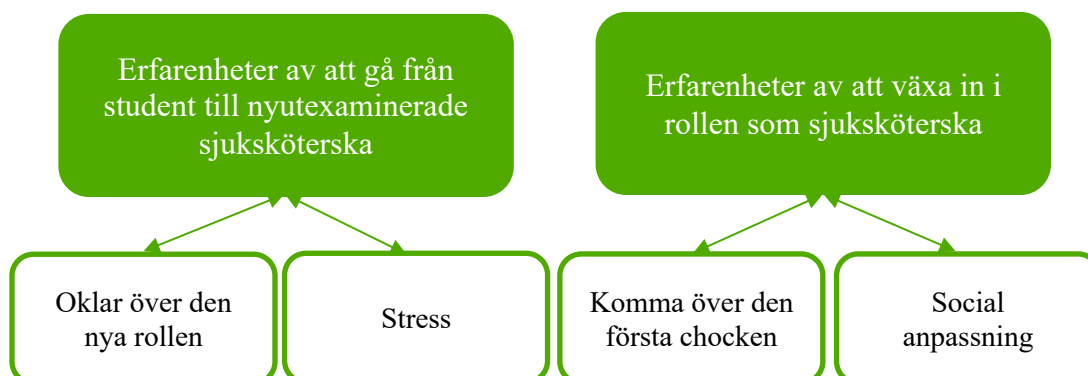 Erfarenheter av att gå från
student till nyutexaminerade
sjuksköterska
Erfarenheter av att växa in i
rollen som sjuksköterska
Oklar över den
nya rollen
Stress
Komma över den
första chocken
Social
anpassning